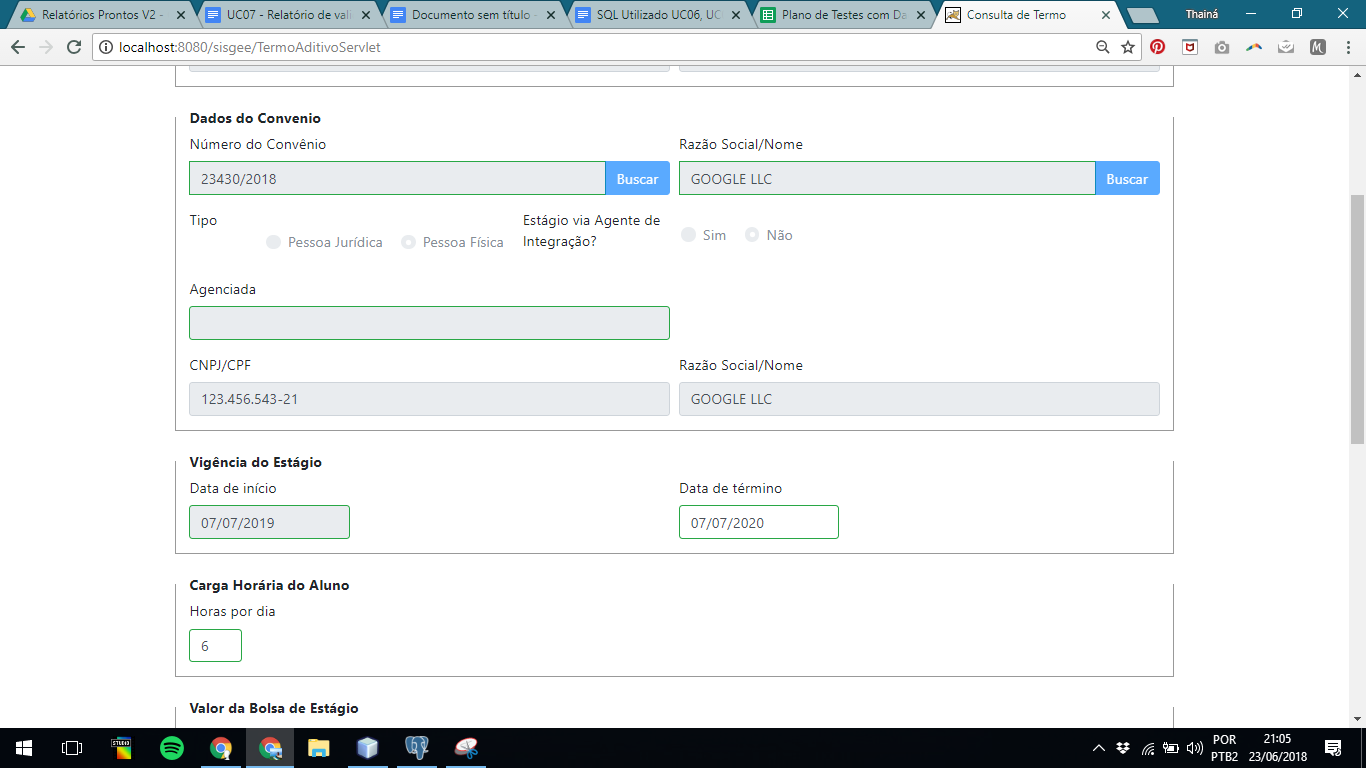 Relatórios Prontos V2 -
UC07 - Relatório de vali
Documento sem título -
SQL Utilizado UC06, UC
Plano de Testes com Da
Consulta de Termo
Thainá
localhost:8080/sisgee/TermoAditivoServlet
Dados do Convenio
Número do Convênio
Razão Social/Nome
23430/2018
Buscar
GOOGLE LLC
Buscar
Tipo
Pessoa Jurídica
Pessoa Física
Estágio via Agente de
Integração?
Sim
Não
Agenciada
CNPJ/CPF
Razão Social/Nome
123.456.543-21
GOOGLE LLC
Vigência do Estágio
Data de início
Data de término
07/07/2019
07/07/2020
Carga Horária do Aluno
Horas por dia
6
Valor da Bolsa de Estágio
STUDIO
POR
PTB2
21:05
23/06/2018